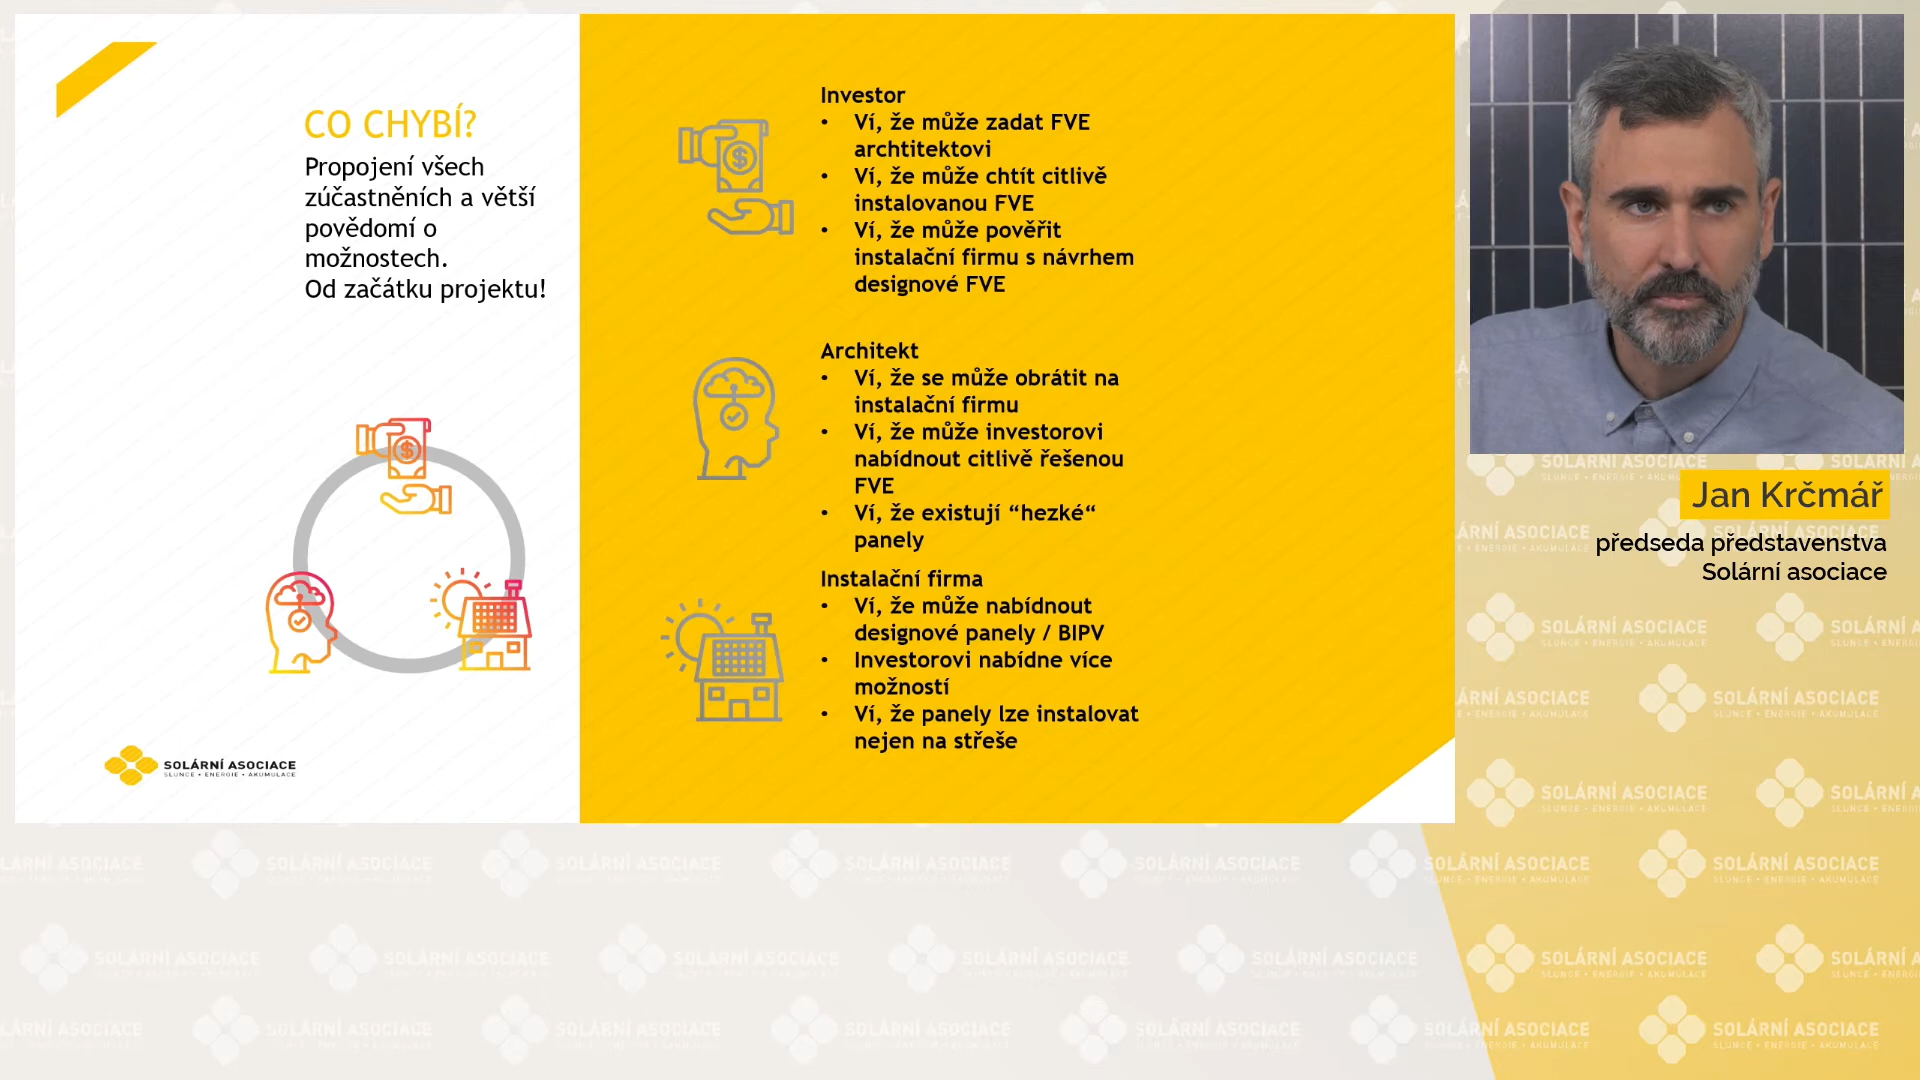 CO CHYBÍ?
Propojení všech
zúčastněních a větší
povědomí o
možnostech.
Od začátku projektu!
SOLÁRNÍ ASOCIACE
SLUNCE • ENERGIE • AKUMULACE
Investor
• Ví, že může zadat FVE
archtitektovi
• Ví, že může chtít citlivě
instalovanou FVE
• Ví, že může pověřit
instalační firmu s návrhem
designové FVE
Architekt
• Ví, že se může obrátit na
instalační firmu
• Ví, že může investorovi
nabídnout citlivě řešenou
FVE
• Ví, že existují “hezké“
panely
Instalační firma
• Ví, že může nabídnout
designové panely / BIPV
• Investorovi nabídne více
možností
• Ví, že panely lze instalovat
nejen na střeše
Jan Krčmář
předseda představenstva
Solární asociace